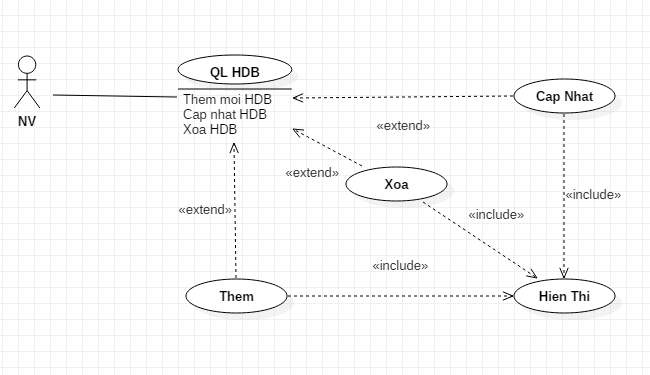 QL HDB
NV
Them moi HDB
Cap nhat HDB
Xoa HDB
Cap Nhat
«extend»
«extend»
Xoa
«extend»
«include»
«include»
«include»
Them
Hien Thi